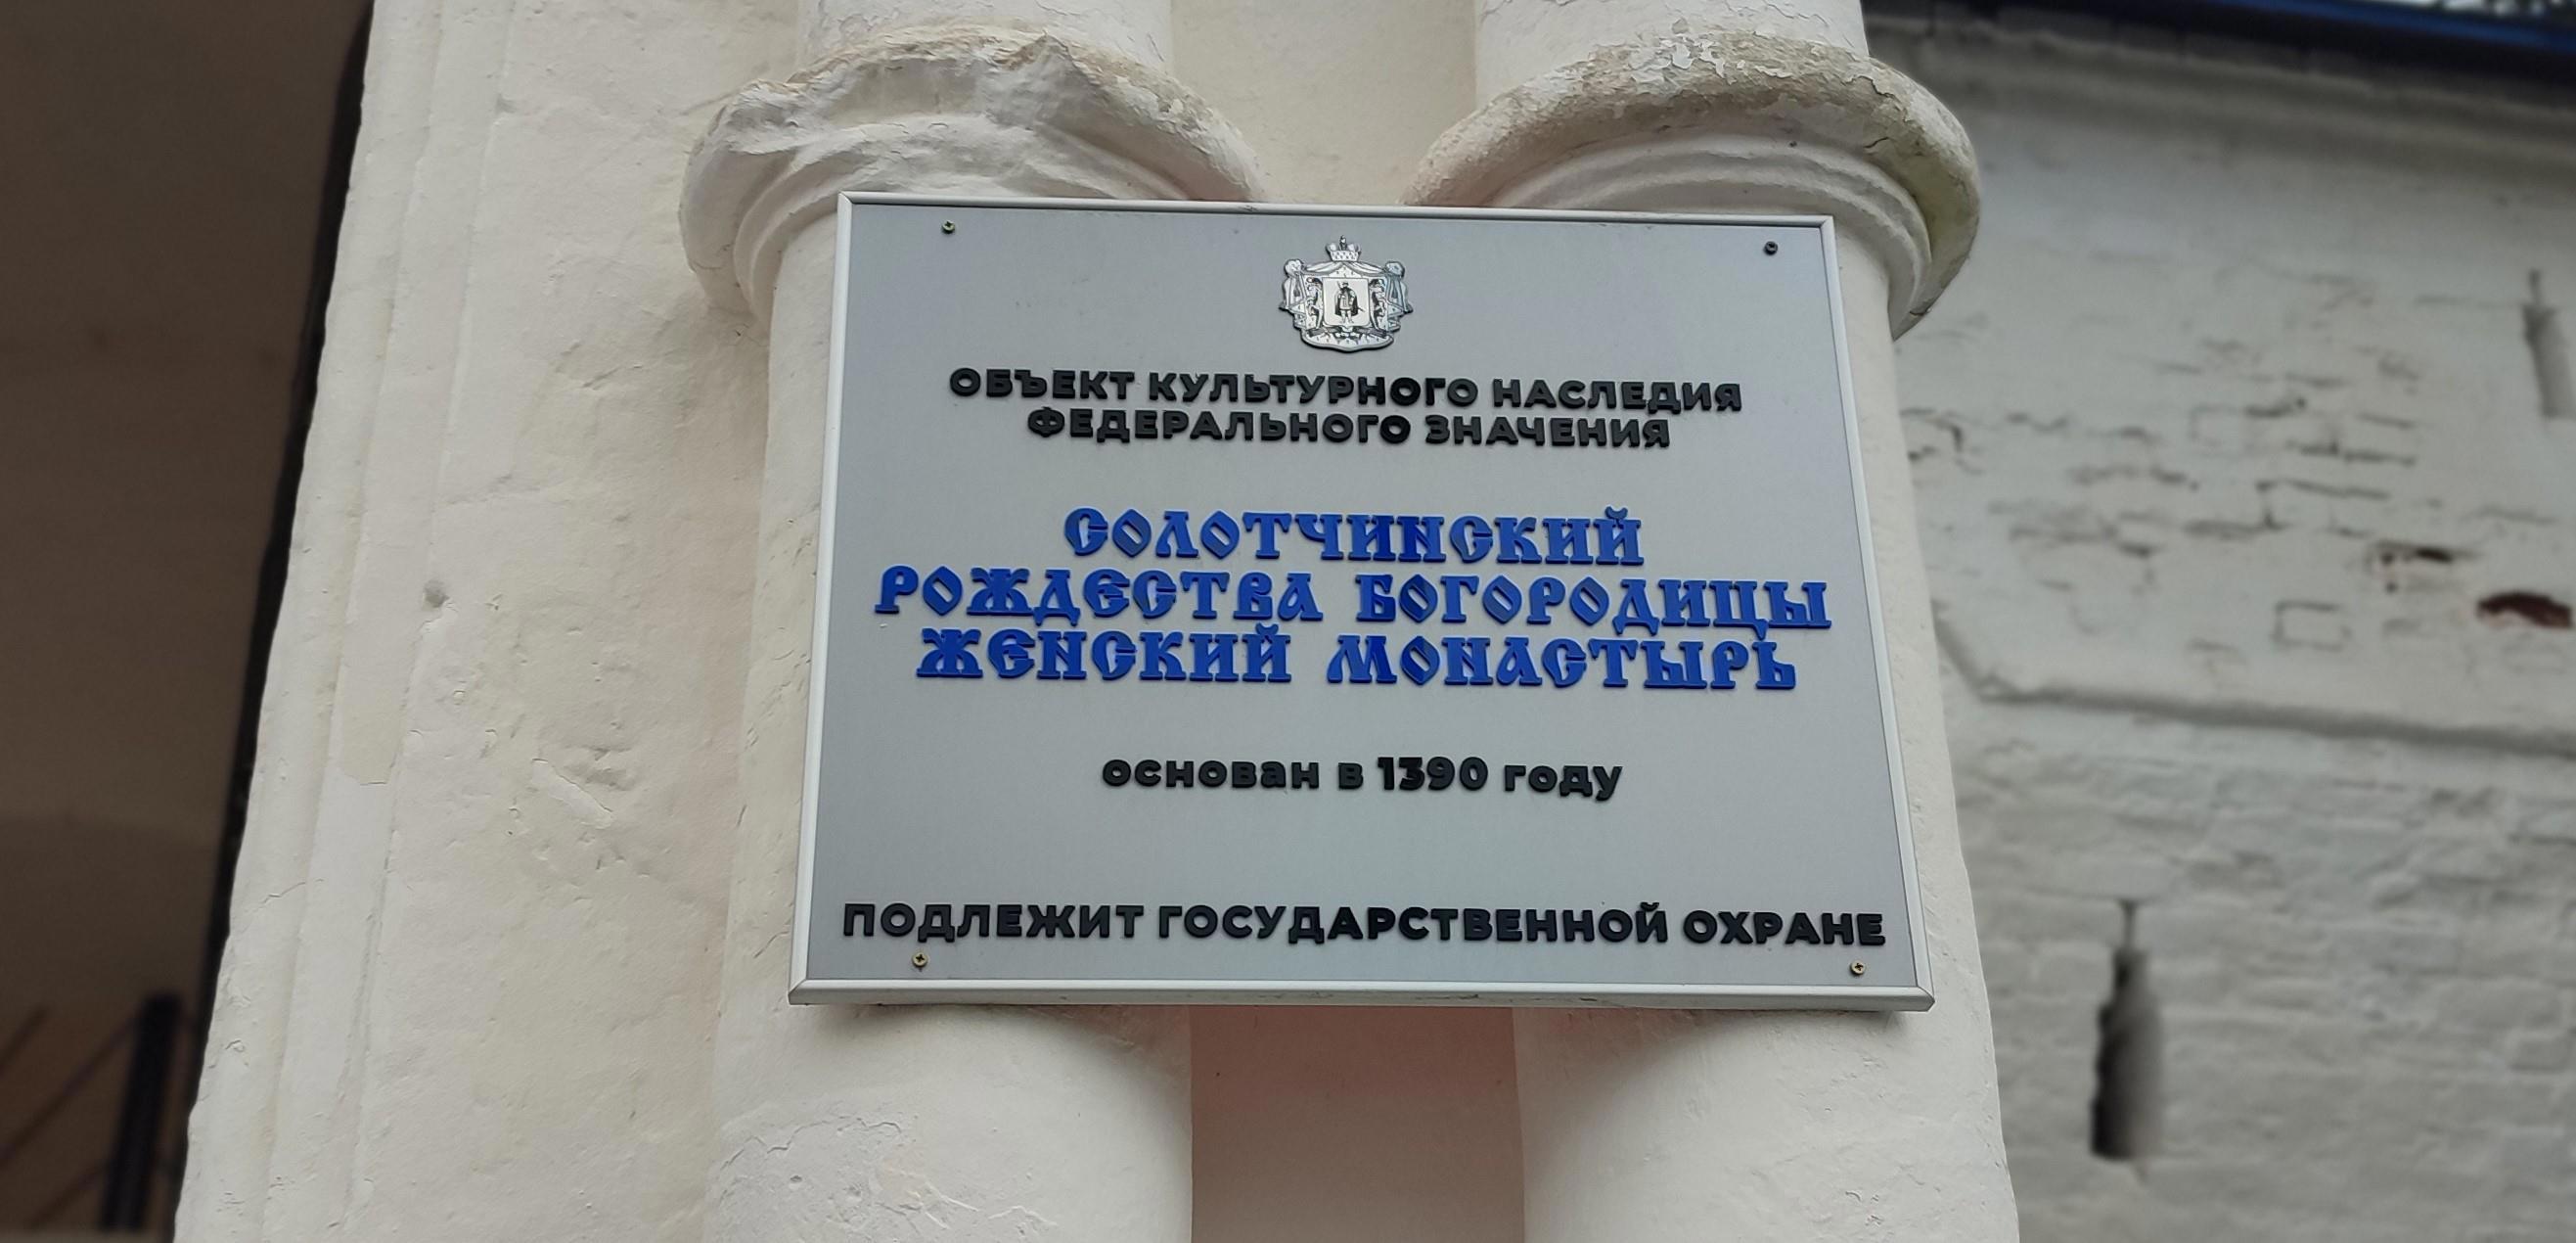 ОБЪЕКТ КУЛЬТУРНОГО НАСЛЕДИЯ
ФЕДЕРАЛЬНОГО ЗНАЧЕНИЯ
СОЛОТЧИНСКИЙ
РОЖДЕСТВА БОГОРОДИЦЫ
ЖЕНСКИЙ МОНАСТЫРЬ
основан в 1390 году
ПОДЛЕЖИТ ГОСУДАРСТВЕННОЙ ОХРАНЕ